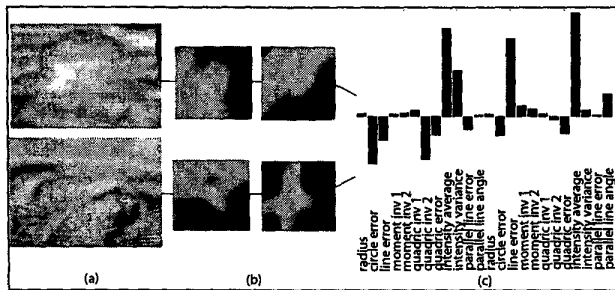 radius
circle error
line error
moment inv 1
moment inv 2
quadric inv 1
quadric inv 2
quadric error
intensity average
intensity variance
parallel line error
parallel line angle
radius
circle error
line error
moment inv 1
moment inv 2
quadric inv 1
quadric inv 2
quadric error
intensity average
intensity variance
parallel line error
parallel line angle
(a)
(b)
(c)